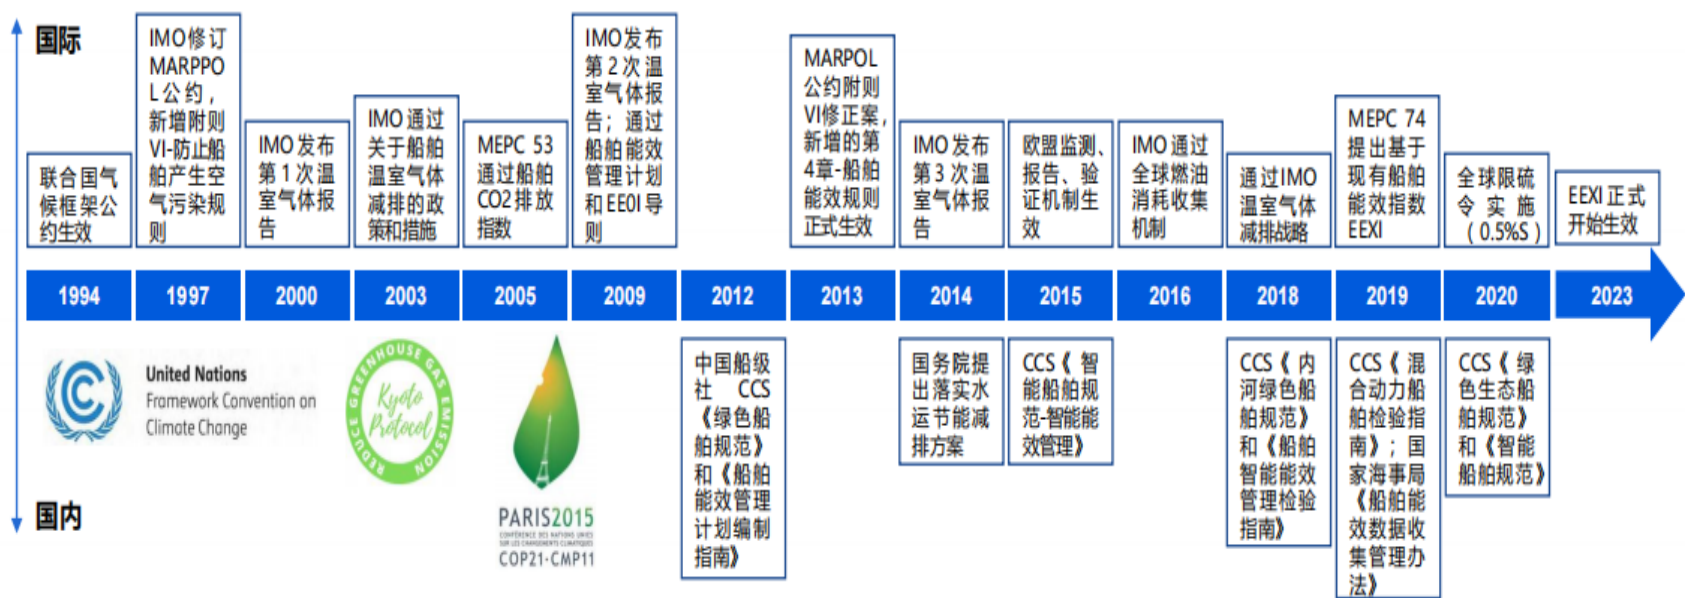 国际
联合国气
候框架公
约生效
IMO修订
MARPPO
L公约，
新增附则
VI-防止船
舶产生空
气污染规
则
IMO发布
第1次温
室气体报
告
IMO通过
关于船舶
温室气体
减排的政
策和措施
MEPC 53
通过船舶
CO2排放
指数
IMO发布
第2次温
室气体报
告；通过
船舶能效
管理计划
和EEOI导
则
MARPOL
公约附则
VI修正案，
新增的第
4章-船舶
能效规则
正式生效
IMO发布
第3次温
室气体报
告
欧盟监测、
报告、验
证机制生
效
IMO通过
全球燃油
消耗收集
机制
通过IMO
温室气体
减排战略
MEPC 74
提出基于
现有船舶
能效指数
EEXI
全球限硫
令实施
（0.5%S）
EEXI正式
开始生效
1994
1997
2000
2003
2005
2009
2012
2013
2014
2015
2016
2018
2019
2020
2023
United Nations
Framework Convention on
Climate Change
REDUCE GREENHOUSE GAS EMISSION
Kyoto
Protocol
PARIS2015
CONFÉRENCE DES NATIONS UNIES
SUR LES CHANGEMENTS CLIMATIQUES
COP21·CMP11
中国船级
社 CCS
《绿色船
舶规范》
和《船舶
能效管理
计划编制
指南》
国务院提
出落实水
运节能减
排方案
CCS《智
能船舶规
范-智能能
效管理》
CCS《内
河绿色船
舶规范》
和《船舶
智能能效
管理检验
指南》
CCS《混
合动力船
舶检验指
南》；国
家海事局
《船舶能
效数据收
集管理办
法》
CCS《绿
色生态船
舶规范》
和《智能
船舶规范》
国内